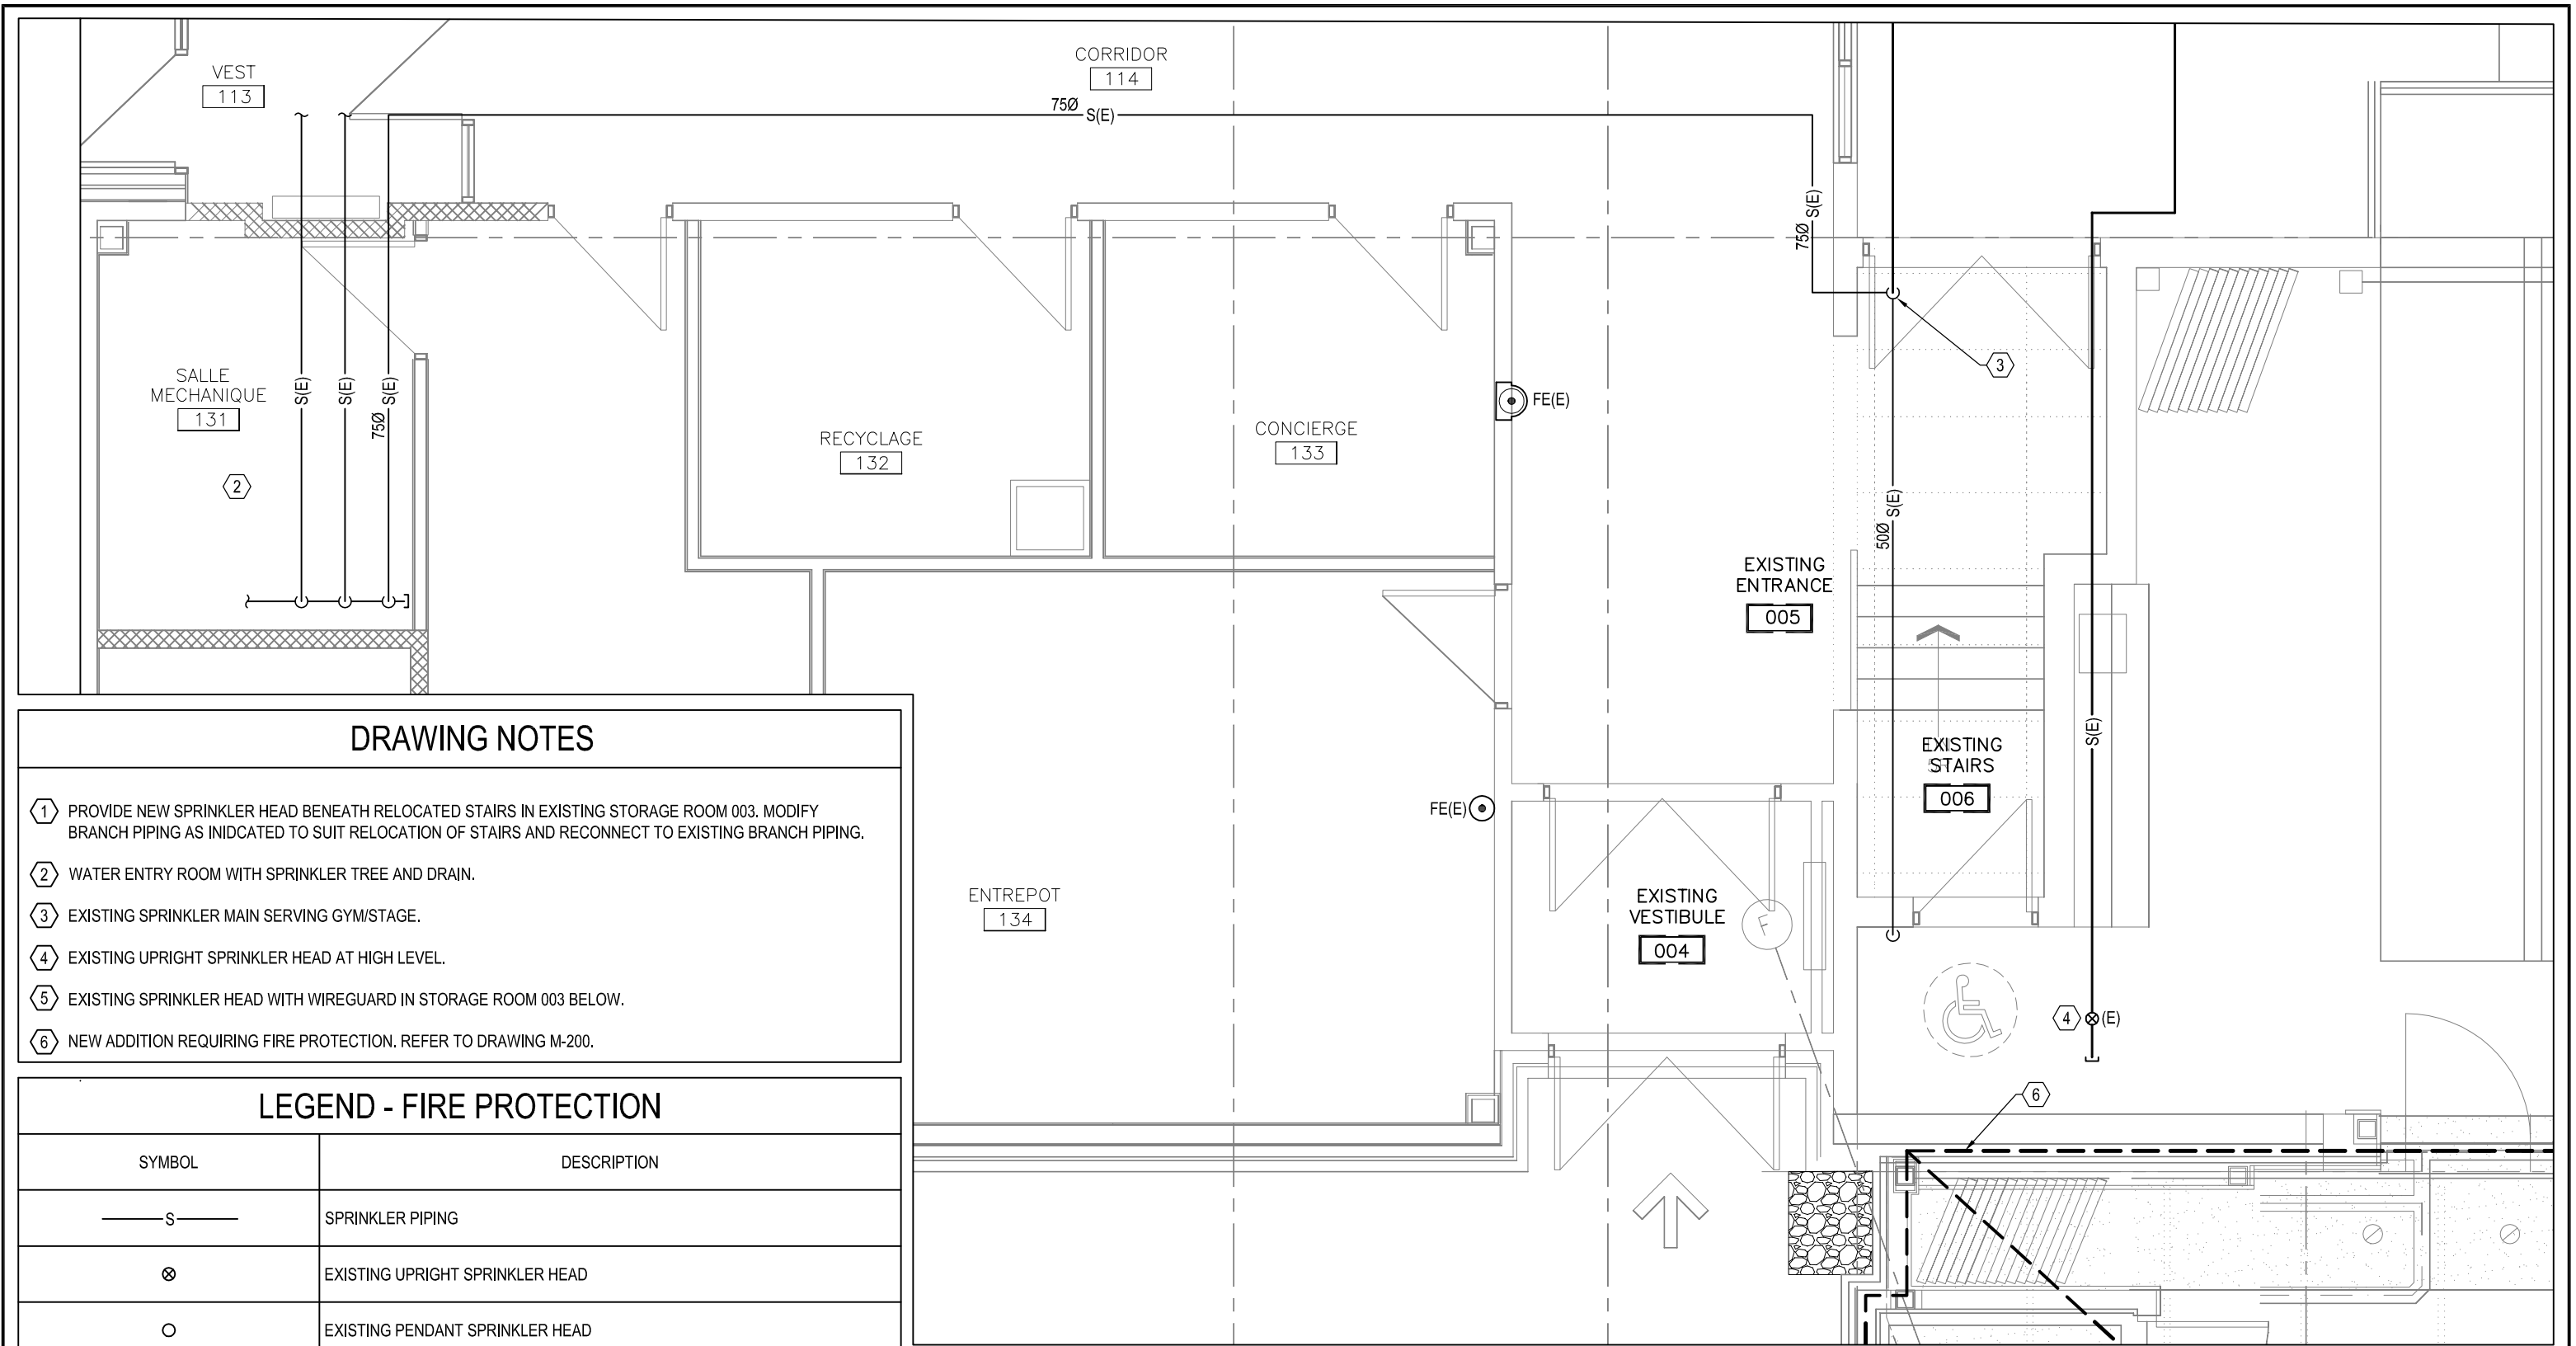 VEST
113
CORRIDOR
114
75Ø
S(E)
75Ø S(E)
SALLE
MECHANIQUE
131
S(E)
S(E)
75Ø S(E)
2
RECYCLAGE
132
CONCIERGE
133
FE(E)
3
50Ø S(E)
EXISTING
ENTRANCE
005
EXISTING
STAIRS
006
S(E)
FE(E)
ENTREPOT
134
EXISTING
VESTIBULE
004
F
4 (E)
6
DRAWING NOTES
1 PROVIDE NEW SPRINKLER HEAD BENEATH RELOCATED STAIRS IN EXISTING STORAGE ROOM 003. MODIFY
BRANCH PIPING AS INIDCATED TO SUIT RELOCATION OF STAIRS AND RECONNECT TO EXISTING BRANCH PIPING.
2 WATER ENTRY ROOM WITH SPRINKLER TREE AND DRAIN.
3 EXISTING SPRINKLER MAIN SERVING GYM/STAGE.
4 EXISTING UPRIGHT SPRINKLER HEAD AT HIGH LEVEL.
5 EXISTING SPRINKLER HEAD WITH WIREGUARD IN STORAGE ROOM 003 BELOW.
6 NEW ADDITION REQUIRING FIRE PROTECTION. REFER TO DRAWING M-200.
LEGEND - FIRE PROTECTION
SYMBOL DESCRIPTION
S SPRINKLER PIPING
EXISTING UPRIGHT SPRINKLER HEAD
EXISTING PENDANT SPRINKLER HEAD